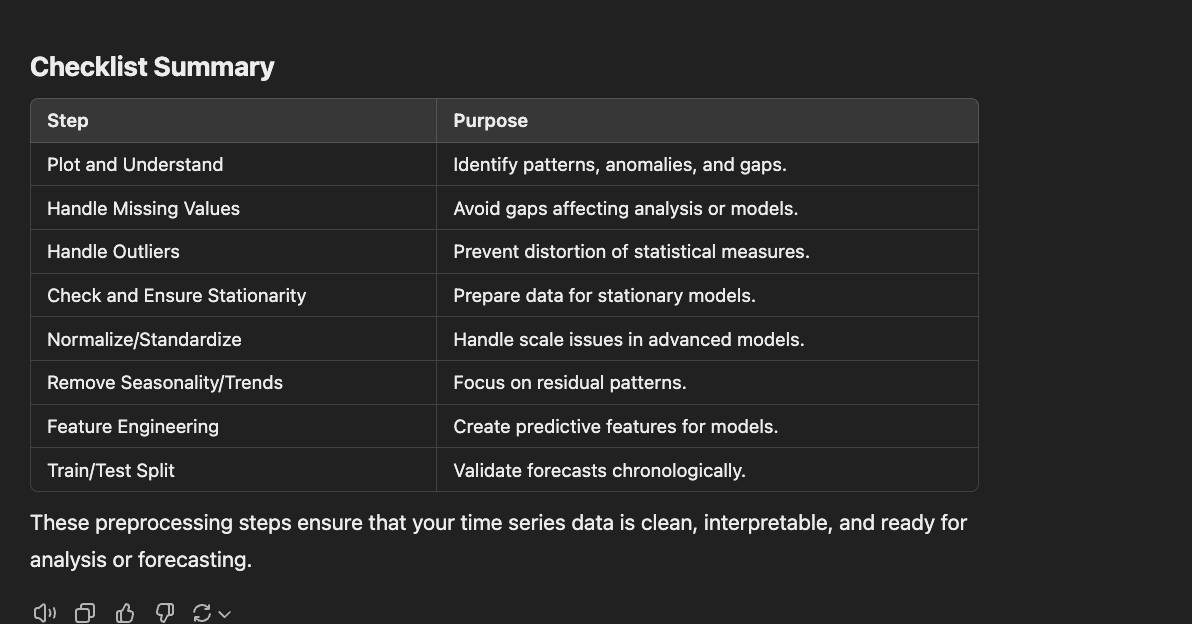 Checklist Summary
Step Purpose
Plot and Understand Identify patterns, anomalies, and gaps.
Handle Missing Values Avoid gaps affecting analysis or models.
Handle Outliers Prevent distortion of statistical measures.
Check and Ensure Stationarity Prepare data for stationary models.
Normalize/Standardize Handle scale issues in advanced models.
Remove Seasonality/Trends Focus on residual patterns.
Feature Engineering Create predictive features for models.
Train/Test Split Validate forecasts chronologically.
These preprocessing steps ensure that your time series data is clean, interpretable, and ready for
analysis or forecasting.